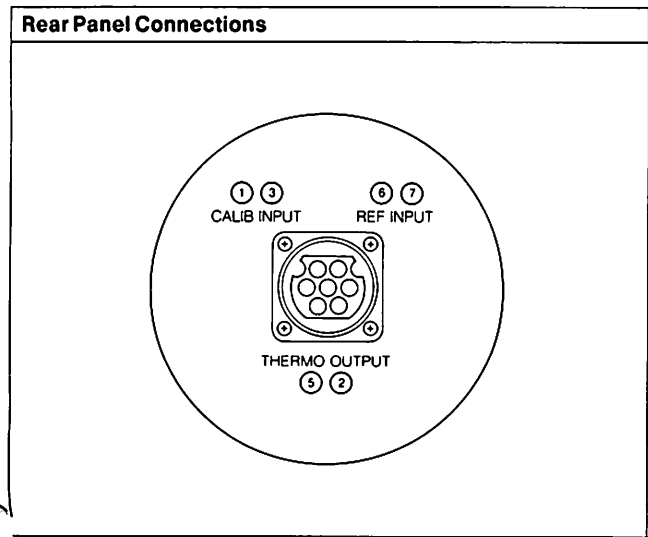 Rear Panel Connections
1 3 6 7
CALIB INPUT REF INPUT
THERMO OUTPUT
5 2